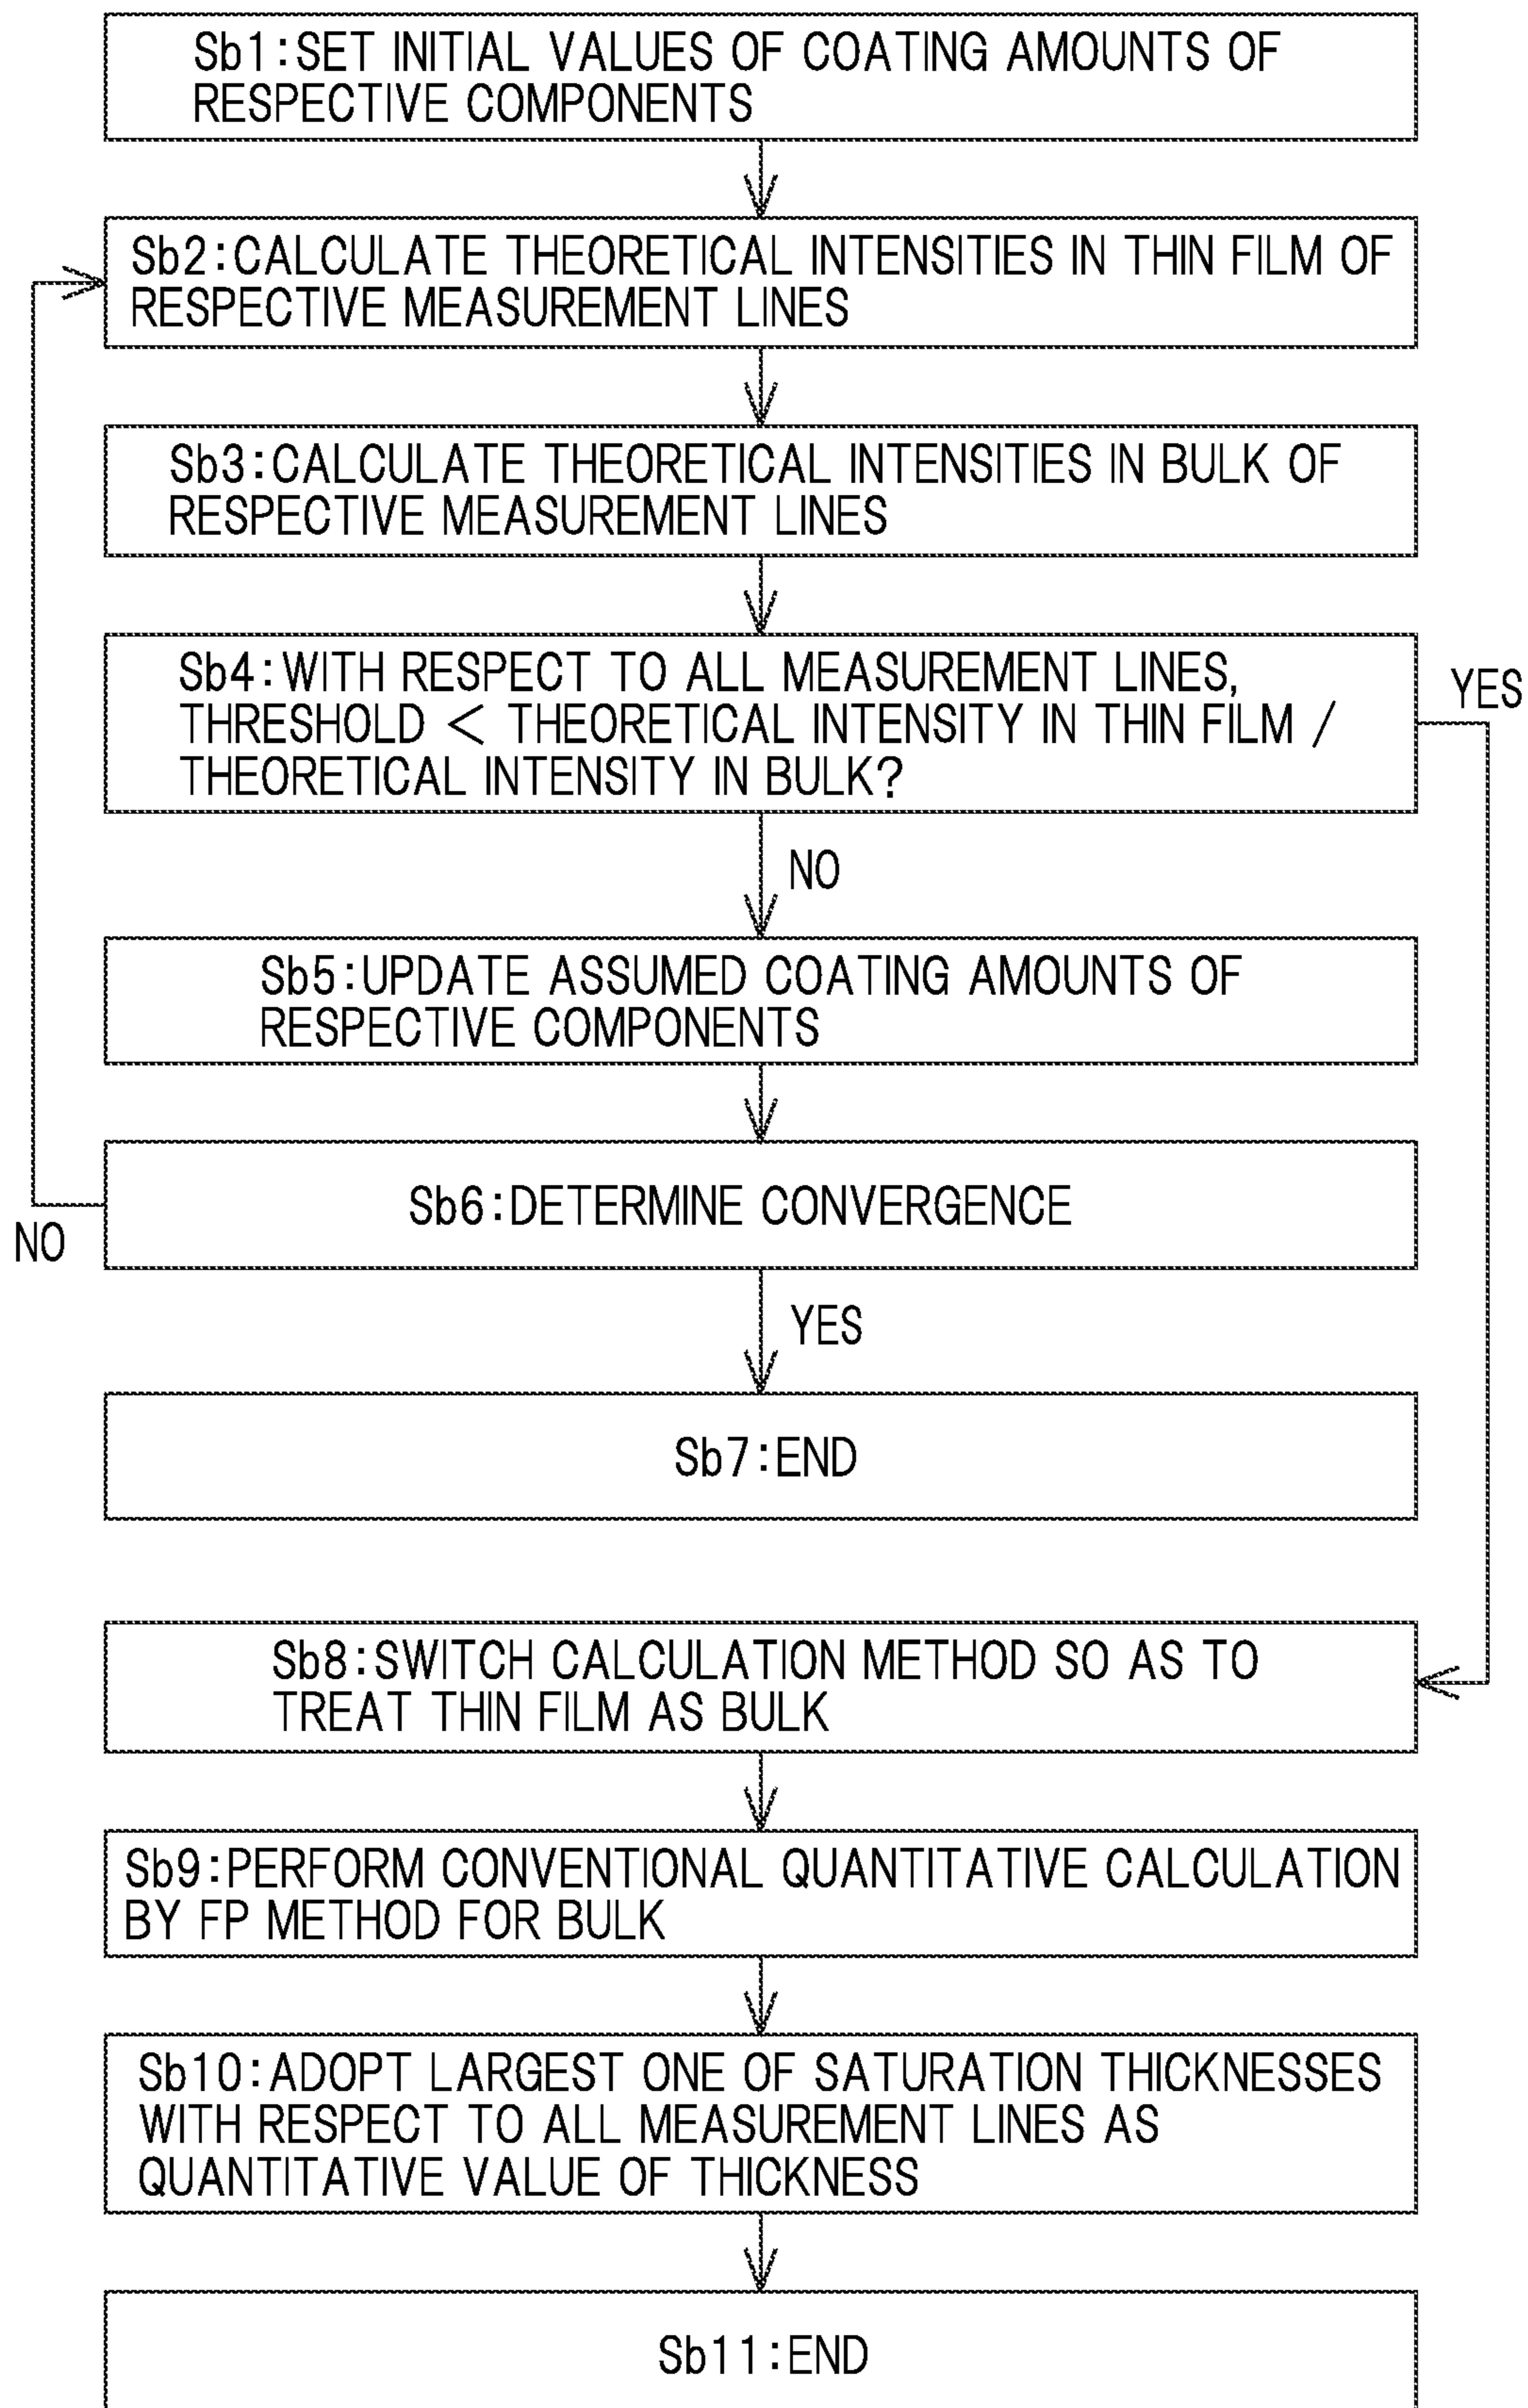 Sb1:SET INITIAL VALUES OF COATING AMOUNTS OF
RESPECTIVE COMPONENTS
Sb2:CALCULATE THEORETICAL INTENSITIES IN THIN FILM OF
RESPECTIVE MEASUREMENT LINES
Sb3:CALCULATE THEORETICAL INTENSITIES IN BULK OF
RESPECTIVE MEASUREMENT LINES
Sb4:WITH RESPECT TO ALL MEASUREMENT LINES,
THRESHOLD < THEORETICAL INTENSITY IN THIN FILM /
THEORETICAL INTENSITY IN BULK?
YES
NO
Sb5:UPDATE ASSUMED COATING AMOUNTS OF
RESPECTIVE COMPONENTS
Sb6:DETERMINE CONVERGENCE
NO
YES
Sb7:END
Sb8:SWITCH CALCULATION METHOD SO AS TO
TREAT THIN FILM AS BULK
Sb9:PERFORM CONVENTIONAL QUANTITATIVE CALCULATION
BY FP METHOD FOR BULK
Sb10:ADOPT LARGEST ONE OF SATURATION THICKNESSES
WITH RESPECT TO ALL MEASUREMENT LINES AS
QUANTITATIVE VALUE OF THICKNESS
Sb11:END